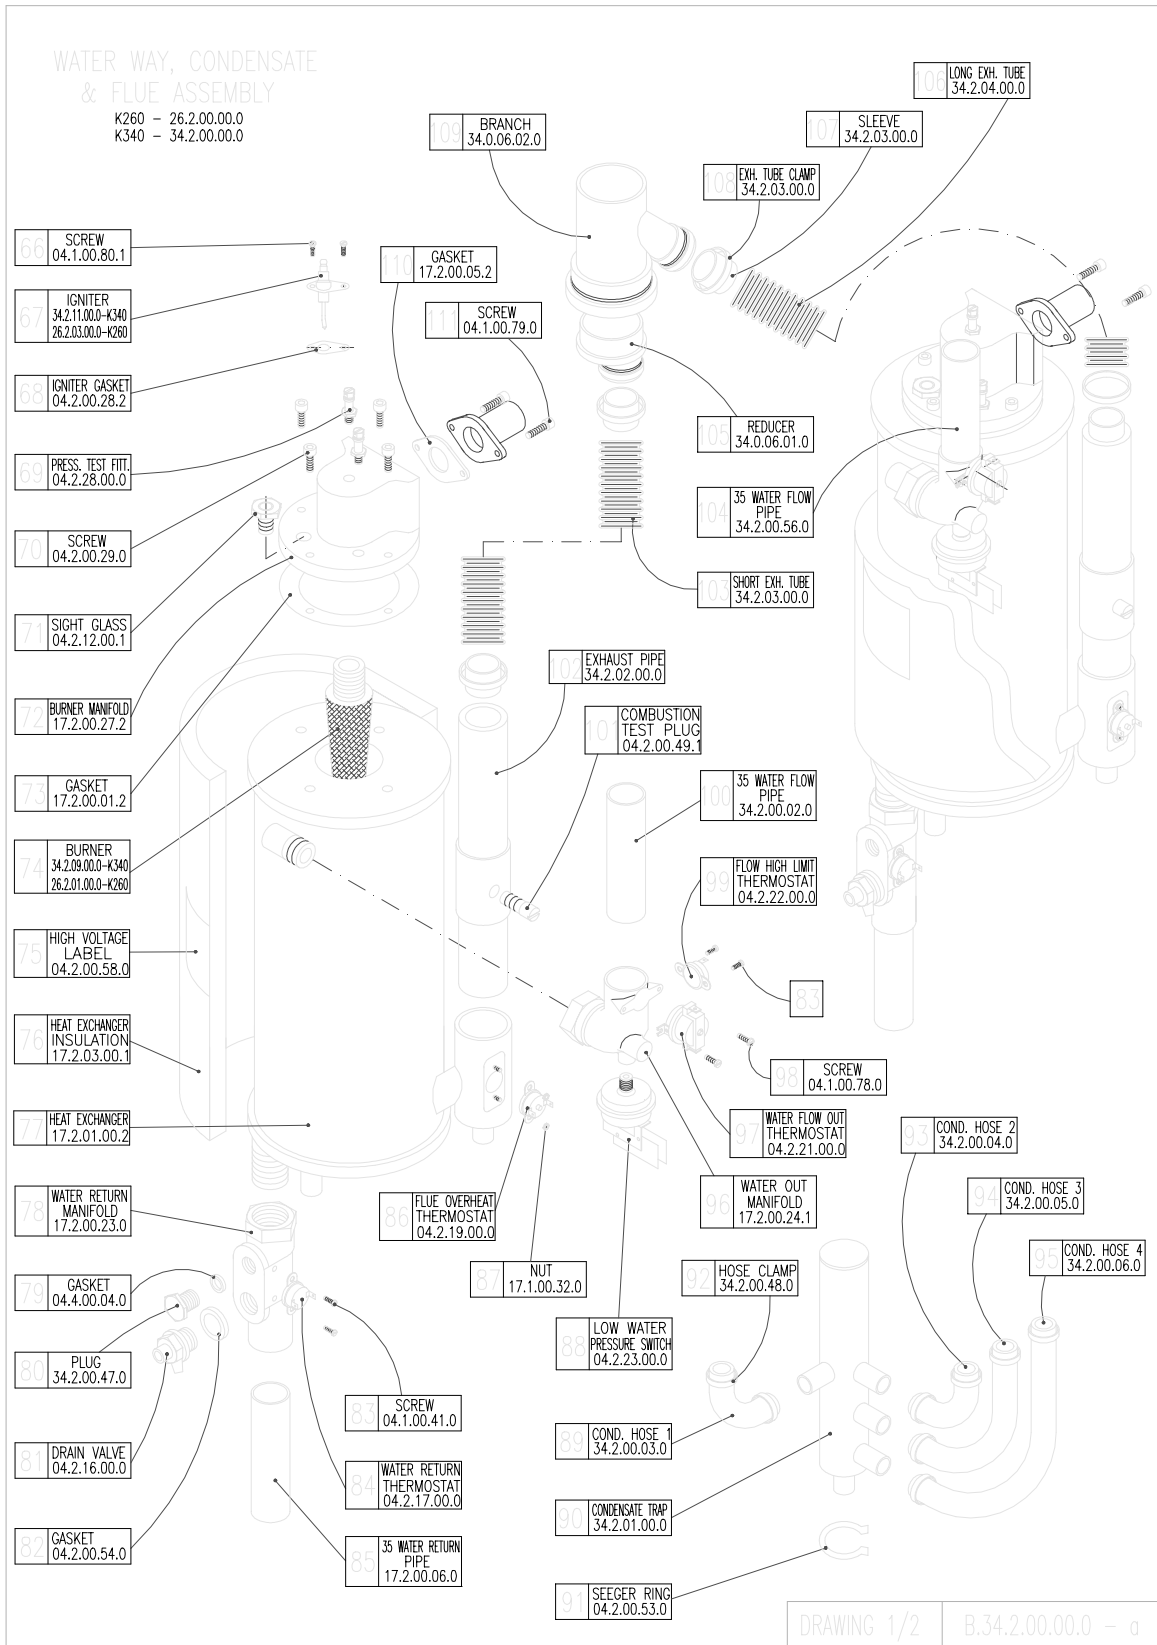 WATER WAY, CONDENSATE
& FLUE ASSEMBLY
K260 - 26.2.00.00.0
K340 - 34.2.00.00.0
106 LONG EXH. TUBE
34.2.04.00.0
107 SLEEVE
34.2.03.00.0
109 BRANCH
34.0.06.02.0
108 EXH. TUBE CLAMP
34.2.03.00.0
66 SCREW
04.1.00.80.1
110 GASKET
17.2.00.05.2
67 IGNITER
34.2.11.00.0-K340
26.2.03.00.0-K260
111 SCREW
04.1.00.79.0
68 IGNITER GASKET
04.2.00.28.2
105 REDUCER
34.0.06.01.0
69 PRESS. TEST FITT.
04.2.28.00.0
104 35 WATER FLOW
PIPE
34.2.00.56.0
70 SCREW
04.2.00.29.0
103 SHORT EXH. TUBE
34.2.03.00.0
71 SIGHT GLASS
04.2.12.00.1
102 EXHAUST PIPE
34.2.02.00.0
72 BURNER MANIFOLD
17.2.00.27.2
101 COMBUSTION
TEST PLUG
04.2.00.49.1
73 GASKET
17.2.00.01.2
100 35 WATER FLOW
PIPE
34.2.00.02.0
74 BURNER
34.2.09.00.0-K340
26.2.01.00.0-K260
99 FLOW HIGH LIMIT
THERMOSTAT
04.2.22.00.0
75 HIGH VOLTAGE
LABEL
04.2.00.58.0
83
76 HEAT EXCHANGER
INSULATION
17.2.03.00.1
98 SCREW
04.1.00.78.0
77 HEAT EXCHANGER
17.2.01.00.2
97 WATER FLOW OUT
THERMOSTAT
04.2.21.00.0
93 COND. HOSE 2
34.2.00.04.0
78 WATER RETURN
MANIFOLD
17.2.00.23.0
86 FLUE OVERHEAT
THERMOSTAT
04.2.19.00.0
96 WATER OUT
MANIFOLD
17.2.00.24.1
94 COND. HOSE 3
34.2.00.05.0
95 COND. HOSE 4
34.2.00.06.0
79 GASKET
04.4.00.04.0
87 NUT
17.1.00.32.0
92 HOSE CLAMP
34.2.00.48.0
80 PLUG
34.2.00.47.0
88 LOW WATER
PRESSURE SWITCH
04.2.23.00.0
83 SCREW
04.1.00.41.0
81 DRAIN VALVE
04.2.16.00.0
89 COND. HOSE 1
34.2.00.03.0
84 WATER RETURN
THERMOSTAT
04.2.17.00.0
90 CONDENSATE TRAP
34.2.01.00.0
82 GASKET
04.2.00.54.0
85 35 WATER RETURN
PIPE
17.2.00.06.0
91 SEEGER RING
04.2.00.53.0
DRAWING 1/2
B.34.2.00.00.0 - a